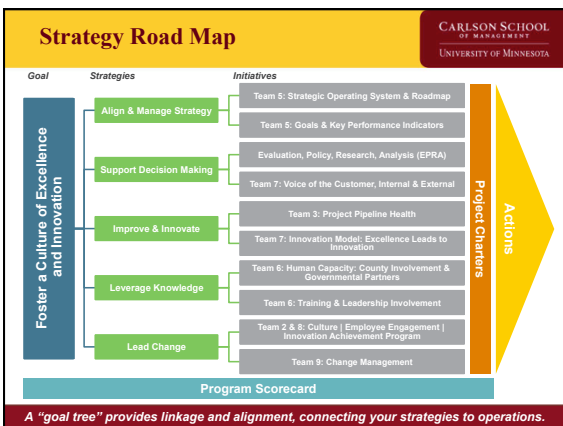 Strategy Road Map
CARLSON SCHOOL
OF MANAGEMENT
UNIVERSITY OF MINNESOTA
Goal
Strategies
Initiatives
Foster a Culture of Excellence
and Innovation
Align & Manage Strategy
Team 5: Strategic Operating System & Roadmap
Team 5: Goals & Key Performance Indicators
Support Decision Making
Evaluation, Policy, Research, Analysis (EPRA)
Team 7: Voice of the Customer, Internal & External
Improve & Innovate
Team 3: Project Pipeline Health
Team 7: Innovation Model: Excellence Leads to
Innovation
Leverage Knowledge
Team 6: Human Capacity: County Involvement &
Governmental Partners
Team 6: Training & Leadership Involvement
Lead Change
Team 2 & 8: Culture | Employee Engagement |
Innovation Achievement Program
Team 9: Change Management
Project Charters
Actions
Program Scorecard
A “goal tree” provides linkage and alignment, connecting your strategies to operations.